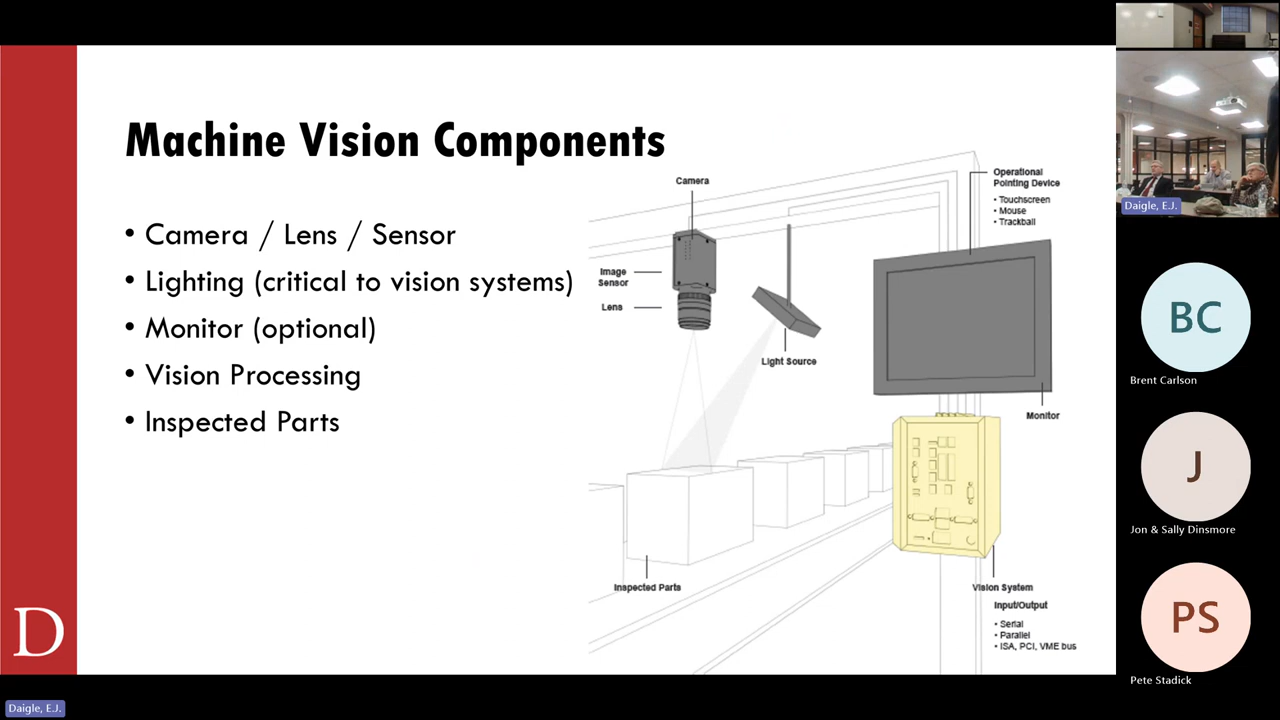 Machine Vision Components
• Camera / Lens / Sensor
• Lighting (critical to vision systems)
• Monitor (optional)
• Vision Processing
• Inspected Parts
Camera
Image
Sensor
Lens
Light Source
Operational
Pointing Device
• Touchscreen
• Mouse
• Trackball
Monitor
Inspected Parts
Vision System
Input/Output
• Serial
• Parallel
• ISA, PCI, VME bus
D
Daigle, E.J.
BC
Brent Carlson
J
Jon & Sally Dinsmore
PS
Pete Stadick
Daigle, E.J.